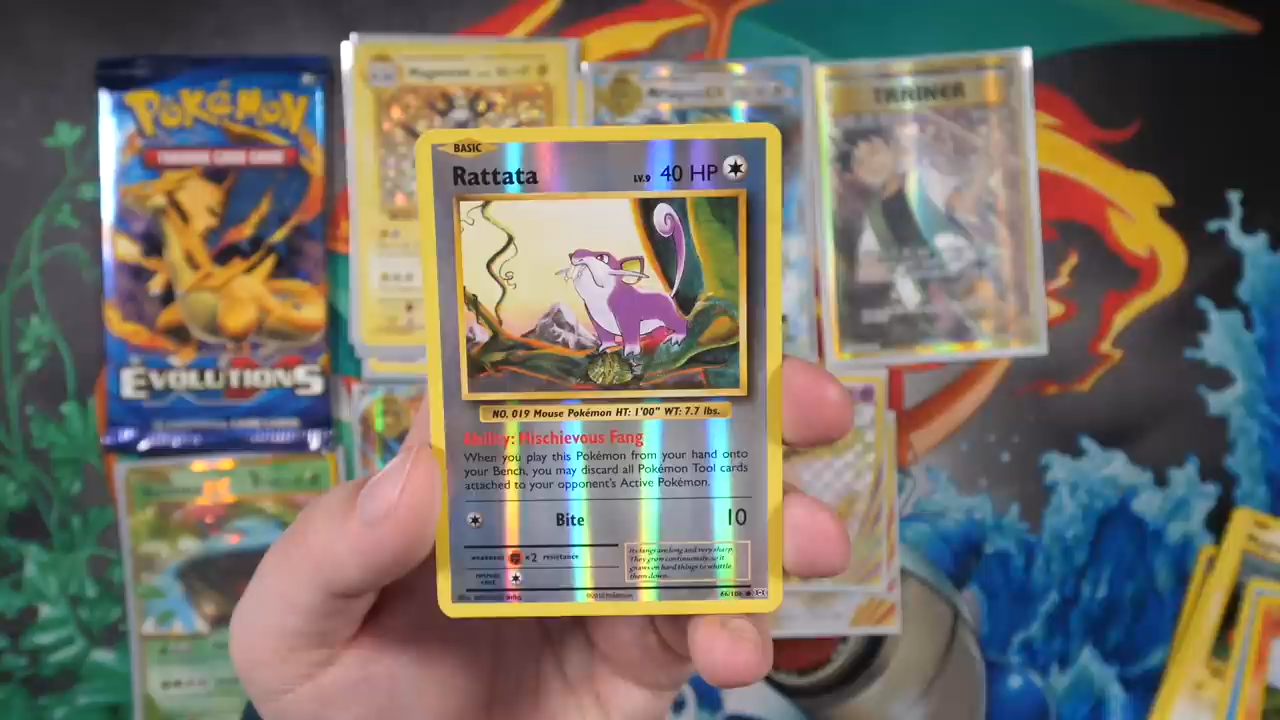 POKéMON
TRADING CARD GAME
EVOLUTIONS
TRAINER
BASIC
Rattata
LV.9 40 HP
NO. 019 Mouse Pokémon HT: 1'00" WT: 7.7 lbs.
Ability: Mischievous Fang
When you play this Pokémon from your hand onto
your Bench, you may discard all Pokémon Tool cards
attached to your opponent's Active Pokémon.
Bite 10
weakness ×2 resistance
retreat
cost
Its fangs are long and very sharp.
They grow continuously, so it
gnaws on hard things to whittle
them down.
©2016 Pokémon
66/108